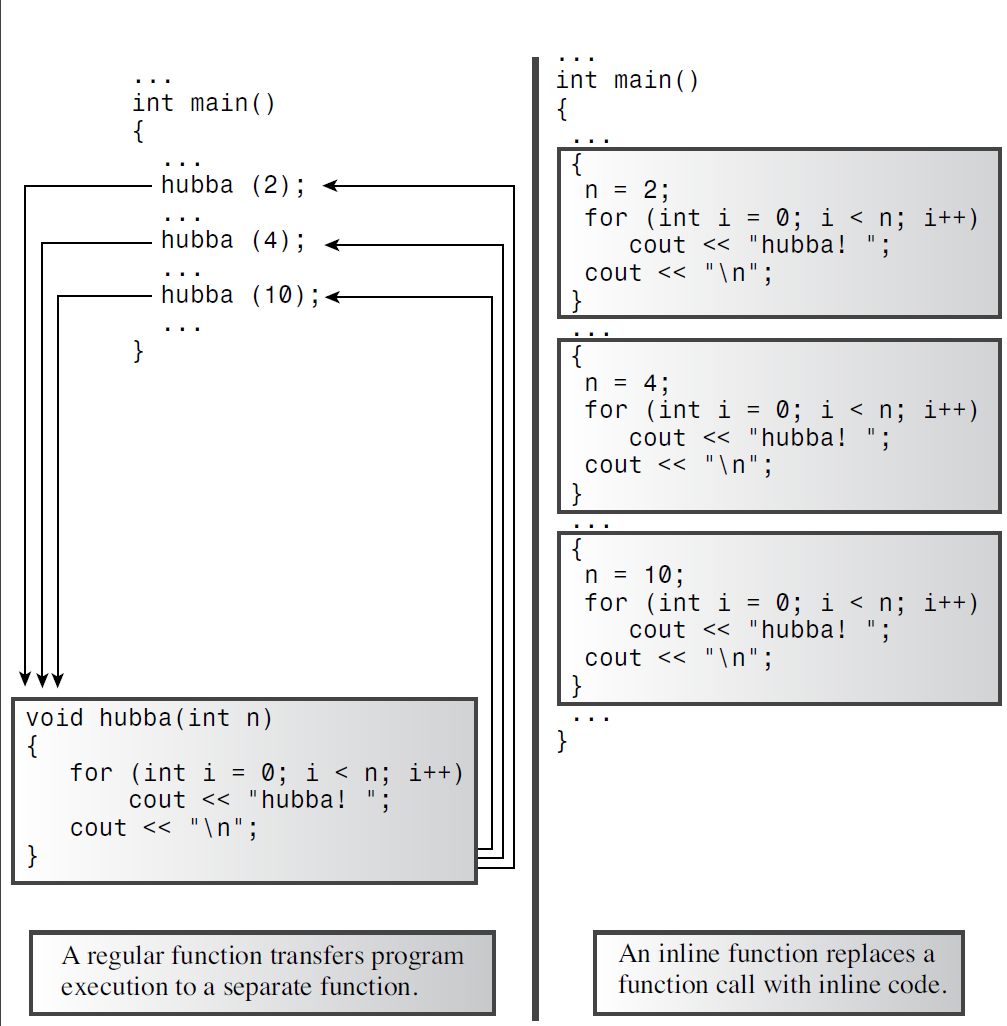 ...
int main()
{
...
hubba (2);
...
hubba (4);
...
hubba (10);
...
}
void hubba(int n)
{
for (int i = 0; i < n; i++)
cout << "hubba! ";
cout << "\n";
}
A regular function transfers program
execution to a separate function.
...
int main()
{
...
{
n = 2;
for (int i = 0; i < n; i++)
cout << "hubba! ";
cout << "\n";
}
...
{
n = 4;
for (int i = 0; i < n; i++)
cout << "hubba! ";
cout << "\n";
}
...
{
n = 10;
for (int i = 0; i < n; i++)
cout << "hubba! ";
cout << "\n";
}
...
}
An inline function replaces a
function call with inline code.